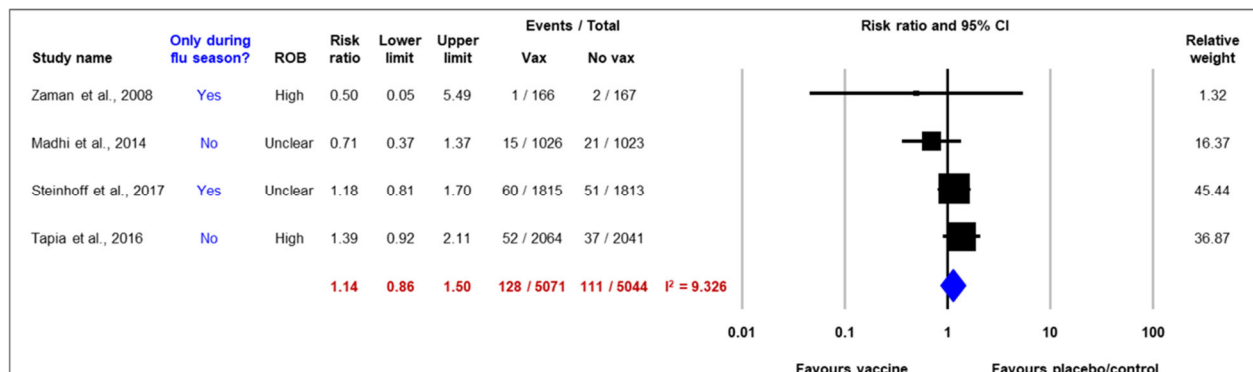 Events / Total Risk ratio and 95% CI
Only during Risk Lower Upper Relative
Study name flu season? ROB ratio limit limit Vax No vax weight
Zaman et al., 2008 Yes High 0.50 0.05 5.49 1 / 166 2 / 167 1.32
Madhi et al., 2014 No Unclear 0.71 0.37 1.37 15 / 1026 21 / 1023 16.37
Steinhoff et al., 2017 Yes Unclear 1.18 0.81 1.70 60 / 1815 51 / 1813 45.44
Tapia et al., 2016 No High 1.39 0.92 2.11 52 / 2064 37 / 2041 36.87
1.14 0.86 1.50 128 / 5071 111 / 5044 I² = 9.326
0.01 0.1 1 10 100
Favours vaccine Favours placebo/control